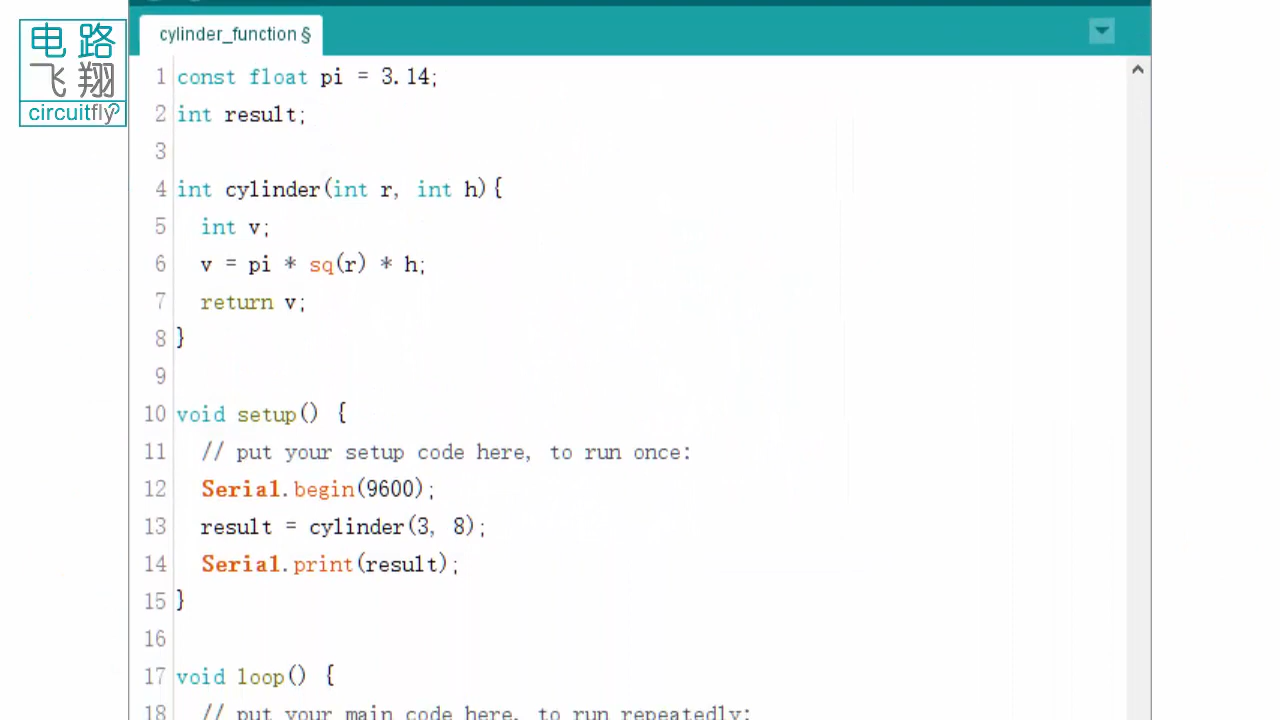 电路
飞翔
circuitfly
cylinder_function §
1 const float pi = 3.14;
2 int result;
3
4 int cylinder(int r, int h){
5 int v;
6 v = pi * sq(r) * h;
7 return v;
8 }
9
10 void setup() {
11 // put your setup code here, to run once:
12 Serial.begin(9600);
13 result = cylinder(3, 8);
14 Serial.print(result);
15 }
16
17 void loop() {
18 // put your main code here, to run repeatedly: